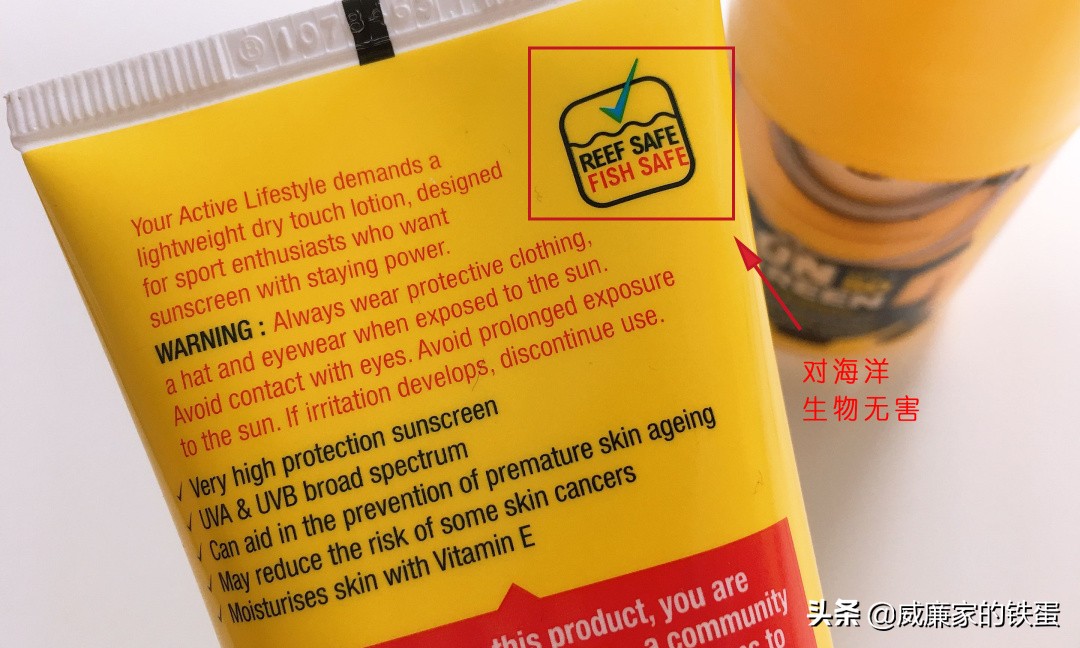 REEF SAFE
FISH SAFE
Your Active Lifestyle demands a
lightweight dry touch lotion, designed
for sport enthusiasts who want
sunscreen with staying power.
WARNING : Always wear protective clothing,
a hat and eyewear when exposed to the sun.
Avoid contact with eyes. Avoid prolonged exposure
to the sun. If irritation develops, discontinue use.
✓ Very high protection sunscreen
✓ UVA & UVB broad spectrum
✓ Can aid in the prevention of premature skin ageing
✓ May reduce the risk of some skin cancers
✓ Moisturises skin with Vitamin E
this product, you are
a community
to
对海洋
生物无害
头条 @威廉家的铁蛋